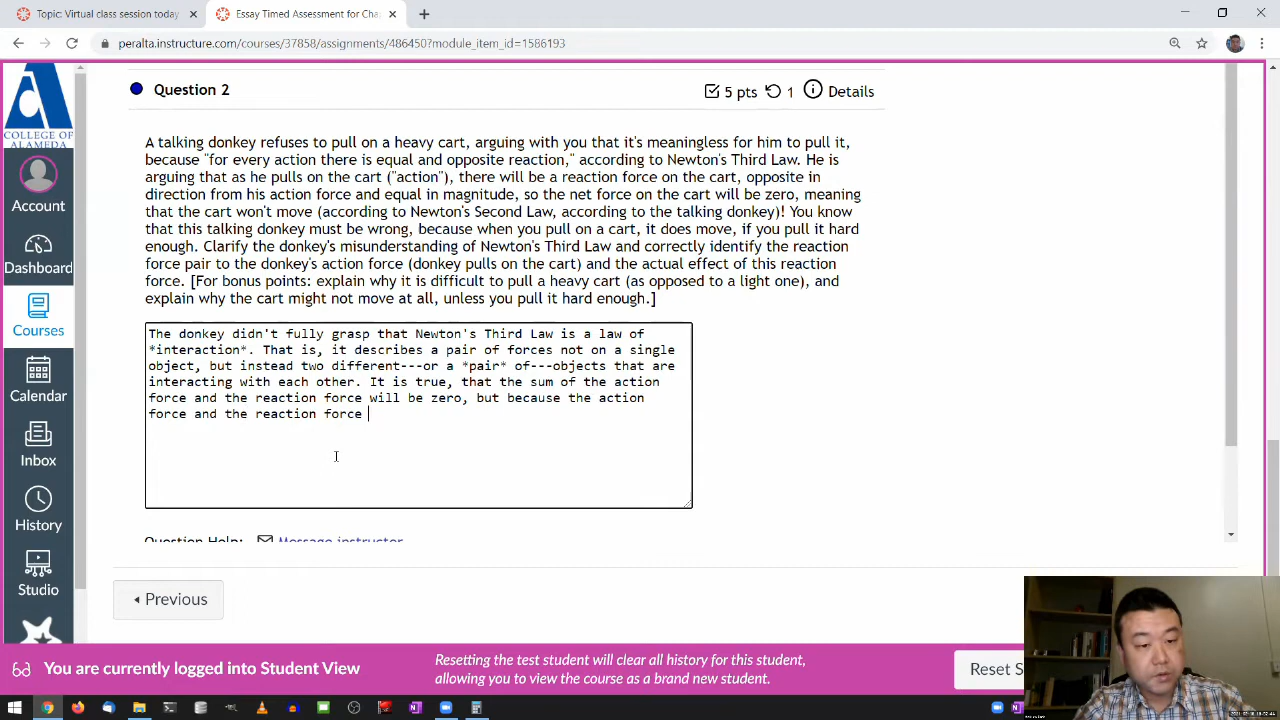 Topic: Virtual class session today
Essay Timed Assessment for Cha
peralta.instructure.com/courses/37858/assignments/486450?module_item_id=1586193
COLLEGE OF
ALAMEDA
Account
Dashboard
Courses
Calendar
Inbox
History
Studio
Question 2
5 pts
1
Details
A talking donkey refuses to pull on a heavy cart, arguing with you that it's meaningless for him to pull it,
because "for every action there is equal and opposite reaction," according to Newton's Third Law. He is
arguing that as he pulls on the cart ("action"), there will be a reaction force on the cart, opposite in
direction from his action force and equal in magnitude, so the net force on the cart will be zero, meaning
that the cart won't move (according to Newton's Second Law, according to the talking donkey)! You know
that this talking donkey must be wrong, because when you pull on a cart, it does move, if you pull it hard
enough. Clarify the donkey's misunderstanding of Newton's Third Law and correctly identify the reaction
force pair to the donkey's action force (donkey pulls on the cart) and the actual effect of this reaction
force. [For bonus points: explain why it is difficult to pull a heavy cart (as opposed to a light one), and
explain why the cart might not move at all, unless you pull it hard enough.]
The donkey didn't fully grasp that Newton's Third Law is a law of
*interaction*. That is, it describes a pair of forces not on a single
object, but instead two different---or a *pair* of---objects that are
interacting with each other. It is true, that the sum of the action
force and the reaction force will be zero, but because the action
force and the reaction force
Question Help:
Message instructor
Previous
You are currently logged into Student View
Resetting the test student will clear all history for this student,
allowing you to view the course as a brand new student.
Reset S